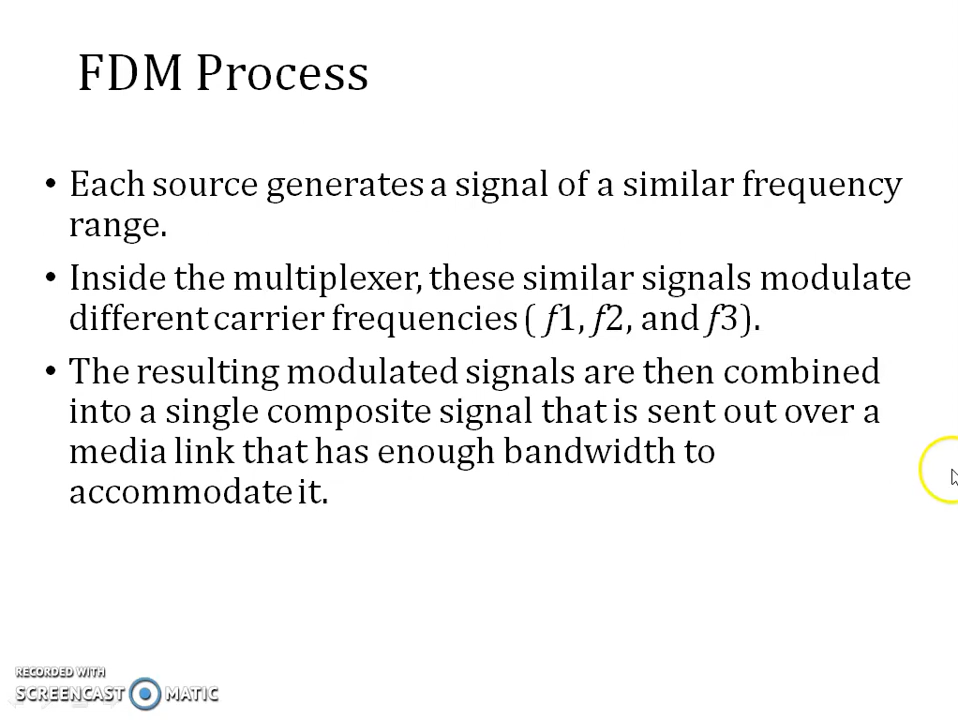 FDM Process
• Each source generates a signal of a similar frequency
range.
• Inside the multiplexer, these similar signals modulate
different carrier frequencies ( f1, f2, and f3).
• The resulting modulated signals are then combined
into a single composite signal that is sent out over a
media link that has enough bandwidth to
accommodate it.
RECORDED WITH
SCREENCAST MATIC